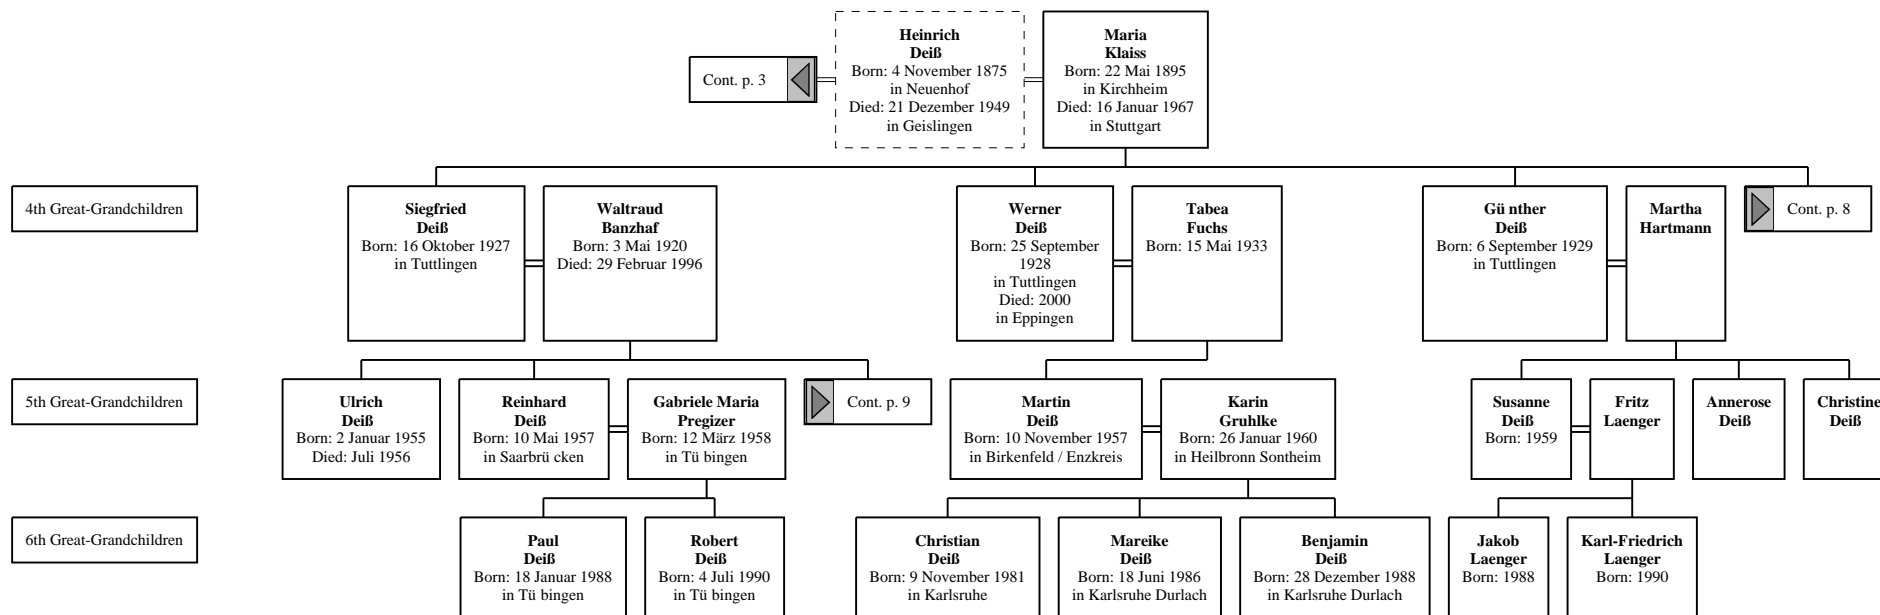 Heinrich
Deiß
Born: 4 November 1875
in Neuenhof
Died: 21 Dezember 1949
in Geislingen
Maria
Klaiss
Born: 22 Mai 1895
in Kirchheim
Died: 16 Januar 1967
in Stuttgart
Cont. p. 3
4th Great-Grandchildren
Siegfried
Deiß
Born: 16 Oktober 1927
in Tuttlingen
Waltraud
Banzhaf
Born: 3 Mai 1920
Died: 29 Februar 1996
Werner
Deiß
Born: 25 September
1928
in Tuttlingen
Died: 2000
in Eppingen
Tabea
Fuchs
Born: 15 Mai 1933
Gü nther
Deiß
Born: 6 September 1929
in Tuttlingen
Martha
Hartmann
Cont. p. 8
5th Great-Grandchildren
Ulrich
Deiß
Born: 2 Januar 1955
Died: Juli 1956
Reinhard
Deiß
Born: 10 Mai 1957
in Saarbrü cken
Gabriele Maria
Pregizer
Born: 12 März 1958
in Tü bingen
Cont. p. 9
Martin
Deiß
Born: 10 November 1957
in Birkenfeld / Enzkreis
Karin
Gruhlke
Born: 26 Januar 1960
in Heilbronn Sontheim
Susanne
Deiß
Born: 1959
Fritz
Laenger
Annerose
Deiß
Christine
Deiß
6th Great-Grandchildren
Paul
Deiß
Born: 18 Januar 1988
in Tü bingen
Robert
Deiß
Born: 4 Juli 1990
in Tü bingen
Christian
Deiß
Born: 9 November 1981
in Karlsruhe
Mareike
Deiß
Born: 18 Juni 1986
in Karlsruhe Durlach
Benjamin
Deiß
Born: 28 Dezember 1988
in Karlsruhe Durlach
Jakob
Laenger
Born: 1988
Karl-Friedrich
Laenger
Born: 1990